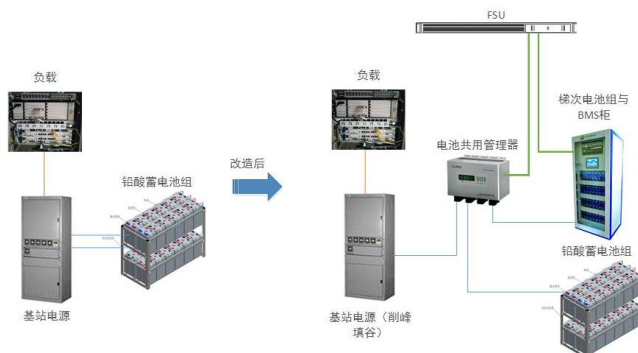 FSU
负载
负载
梯次电池组与
BMS柜
电池共用管理器
改造后
铅酸蓄电池组
铅酸蓄电池组
基站电源
基站电源（削峰
填谷）